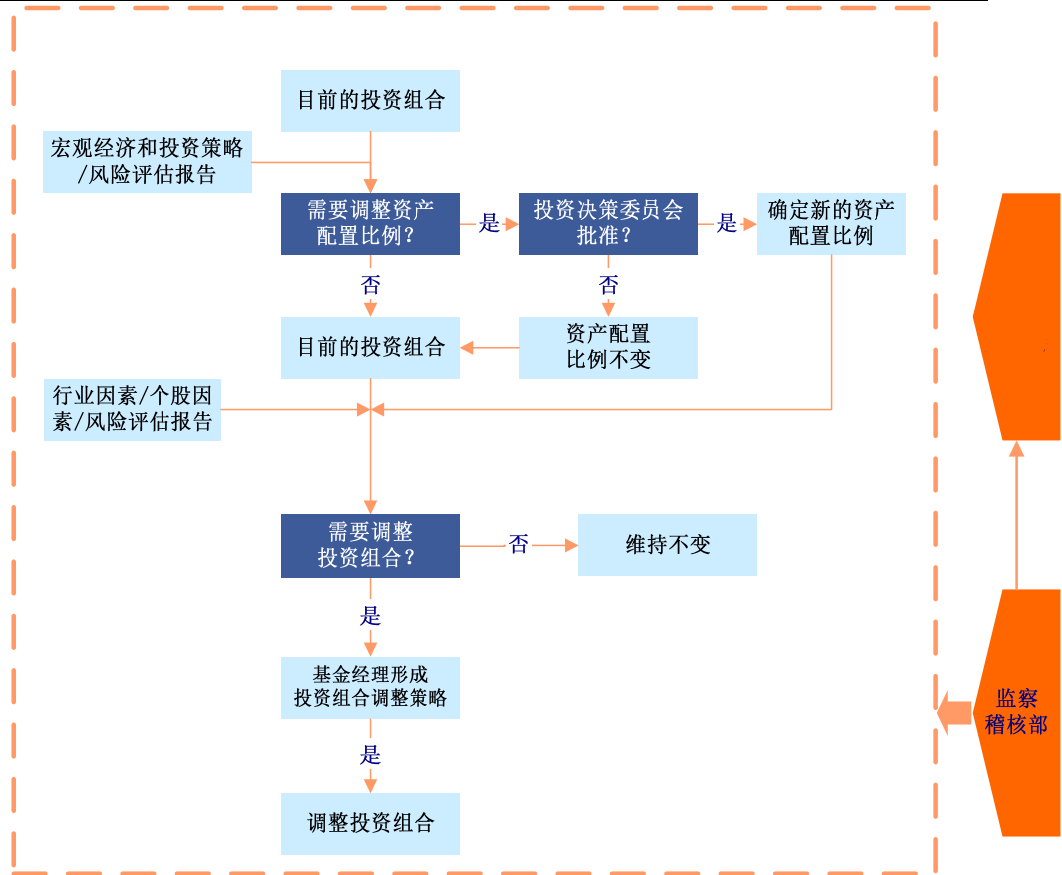 目前的投资组合
宏观经济和投资策略
/风险评估报告
需要调整资产
配置比例？
是
投资决策委员会
批准？
是
确定新的资产
配置比例
否
否
目前的投资组合
资产配置
比例不变
行业因素/个股因
素/风险评估报告
需要调整
投资组合？
否
维持不变
是
基金经理形成
投资组合调整策略
监察
稽核部
是
调整投资组合